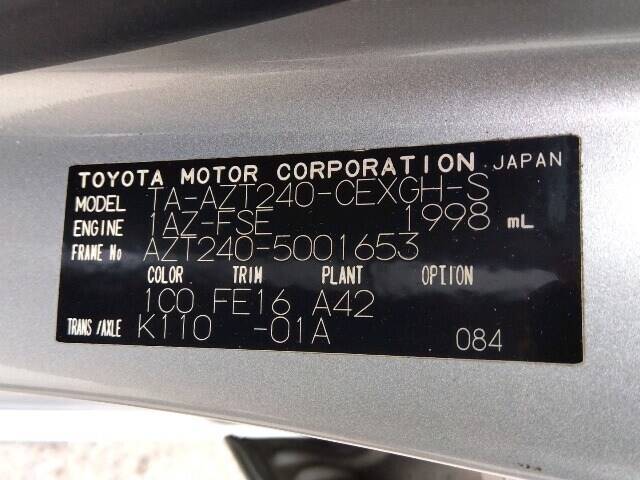 TOYOTA MOTOR CORPORATION JAPAN
MODEL TA-AZT240-CEXGH-S
ENGINE 1AZ-FSE 1998 mL
FRAME No AZT240-5001653
COLOR TRIM PLANT OPTION
1C0 FE16 A42
TRANS/AXLE K110 -01A 084